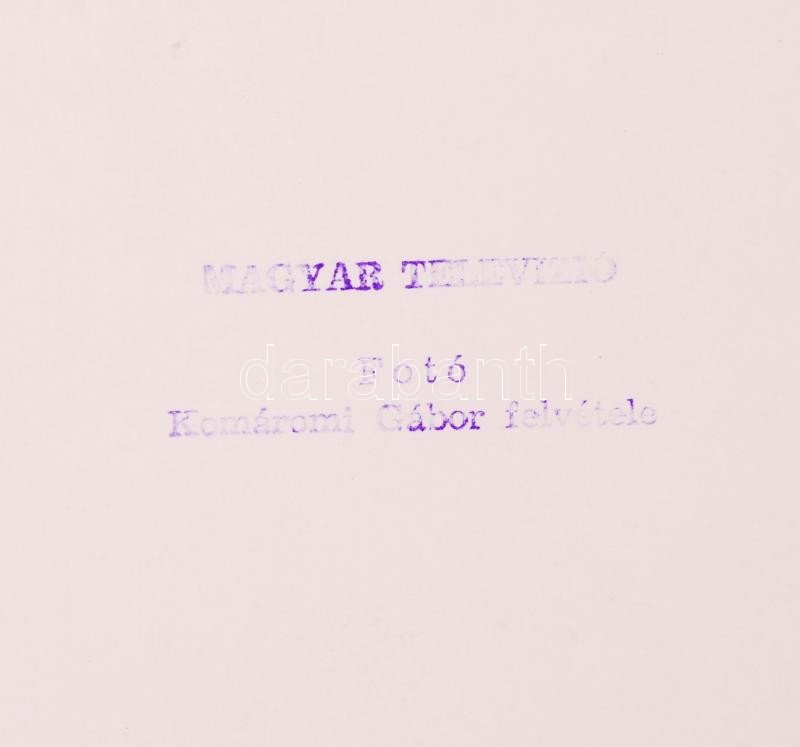 MAGYAR TELEVIZIÓ
Fotó
darabanth
Komáromi Gábor felvétele